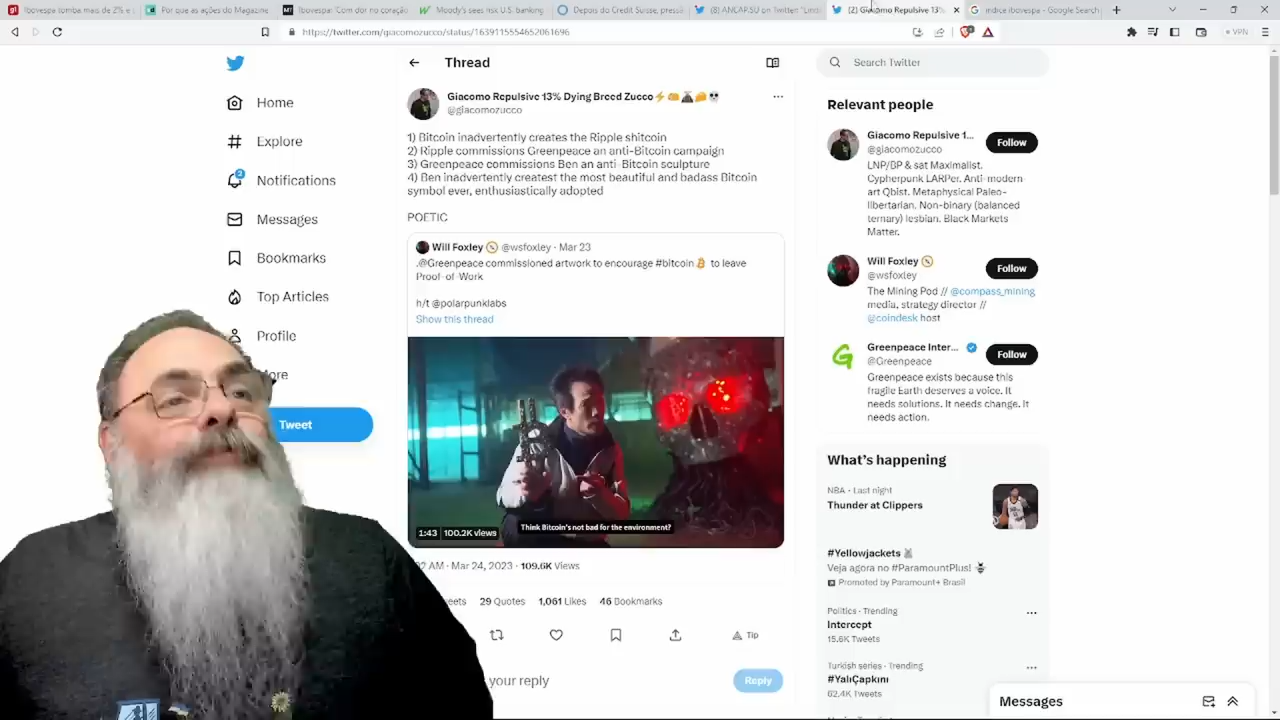 Ibovespa tomba mais de 2% e
Por que as ações do Magazine
Ibovespa: "Com dor no coração
Moody's sees risk U.S. banking
Depois do Credit Suisse, pressã
(8) ANCAP.SU on Twitter
(2) Giacomo Repulsive 13%
indice ibovespa - Google Search
https://twitter.com/giacomozucco/status/1639115554652061696
VPN
Home
Explore
2
Notifications
Messages
Bookmarks
Top Articles
Profile
Tweet
Thread
Giacomo Repulsive 13% Dying Breed Zucco⚡
@giacomozucco
1) Bitcoin inadvertently creates the Ripple shitcoin
2) Ripple commissions Greenpeace an anti-Bitcoin campaign
3) Greenpeace commissions Ben an anti-Bitcoin sculpture
4) Ben inadvertently createst the most beautiful and badass Bitcoin
symbol ever, enthusiastically adopted
POETIC
Will Foxley @wsfoxley · Mar 23
.@Greenpeace commissioned artwork to encourage #bitcoin to leave
Proof-of-Work
h/t @polarpunklabs
Show this thread
Think Bitcoin's not bad for the environment?
1:43 100.2K views
AM · Mar 24, 2023 · 109.6K Views
29 Quotes 1,061 Likes 46 Bookmarks
Tip
your reply
Reply
Search Twitter
Relevant people
Giacomo Repulsive 1...
@giacomozucco
Follow
LNP/BP & sat Maximalist.
Cypherpunk LARPer. Anti-modern-
art Qbist. Metaphysical Paleo-
libertarian. Non-binary (balanced
ternary) lesbian. Black Markets
Matter.
Will Foxley
@wsfoxley
Follow
The Mining Pod // @compass_mining
media, strategy director //
@coindesk host
Greenpeace Inter...
@Greenpeace
Follow
Greenpeace exists because this
fragile Earth deserves a voice. It
needs solutions. It needs change. It
needs action.
What's happening
NBA · Last night
Thunder at Clippers
#Yellowjackets
Veja agora no #ParamountPlus!
Promoted by Paramount+ Brasil
Politics · Trending
Intercept
15.6K Tweets
Turkish series · Trending
#YalıÇapkını
62.4K Tweets
Messages